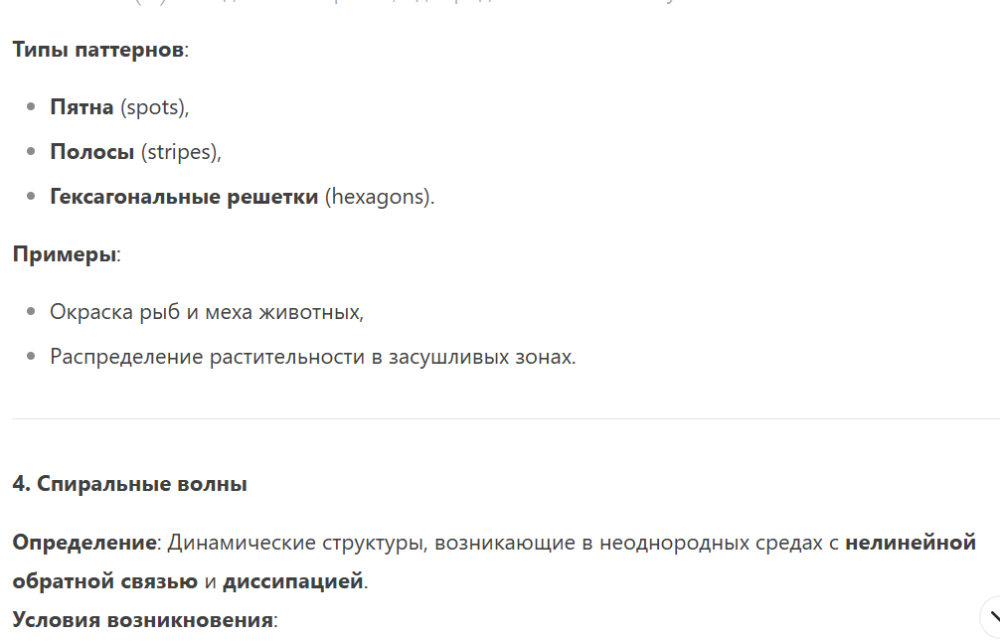 Типы паттернов:
Пятна (spots),
Полосы (stripes),
Гексагональные решетки (hexagons).
Примеры:
Окраска рыб и меха животных,
Распределение растительности в засушливых зонах.
4. Спиральные волны
Определение: Динамические структуры, возникающие в неоднородных средах с нелинейной
обратной связью и диссипацией.
Условия возникновения: